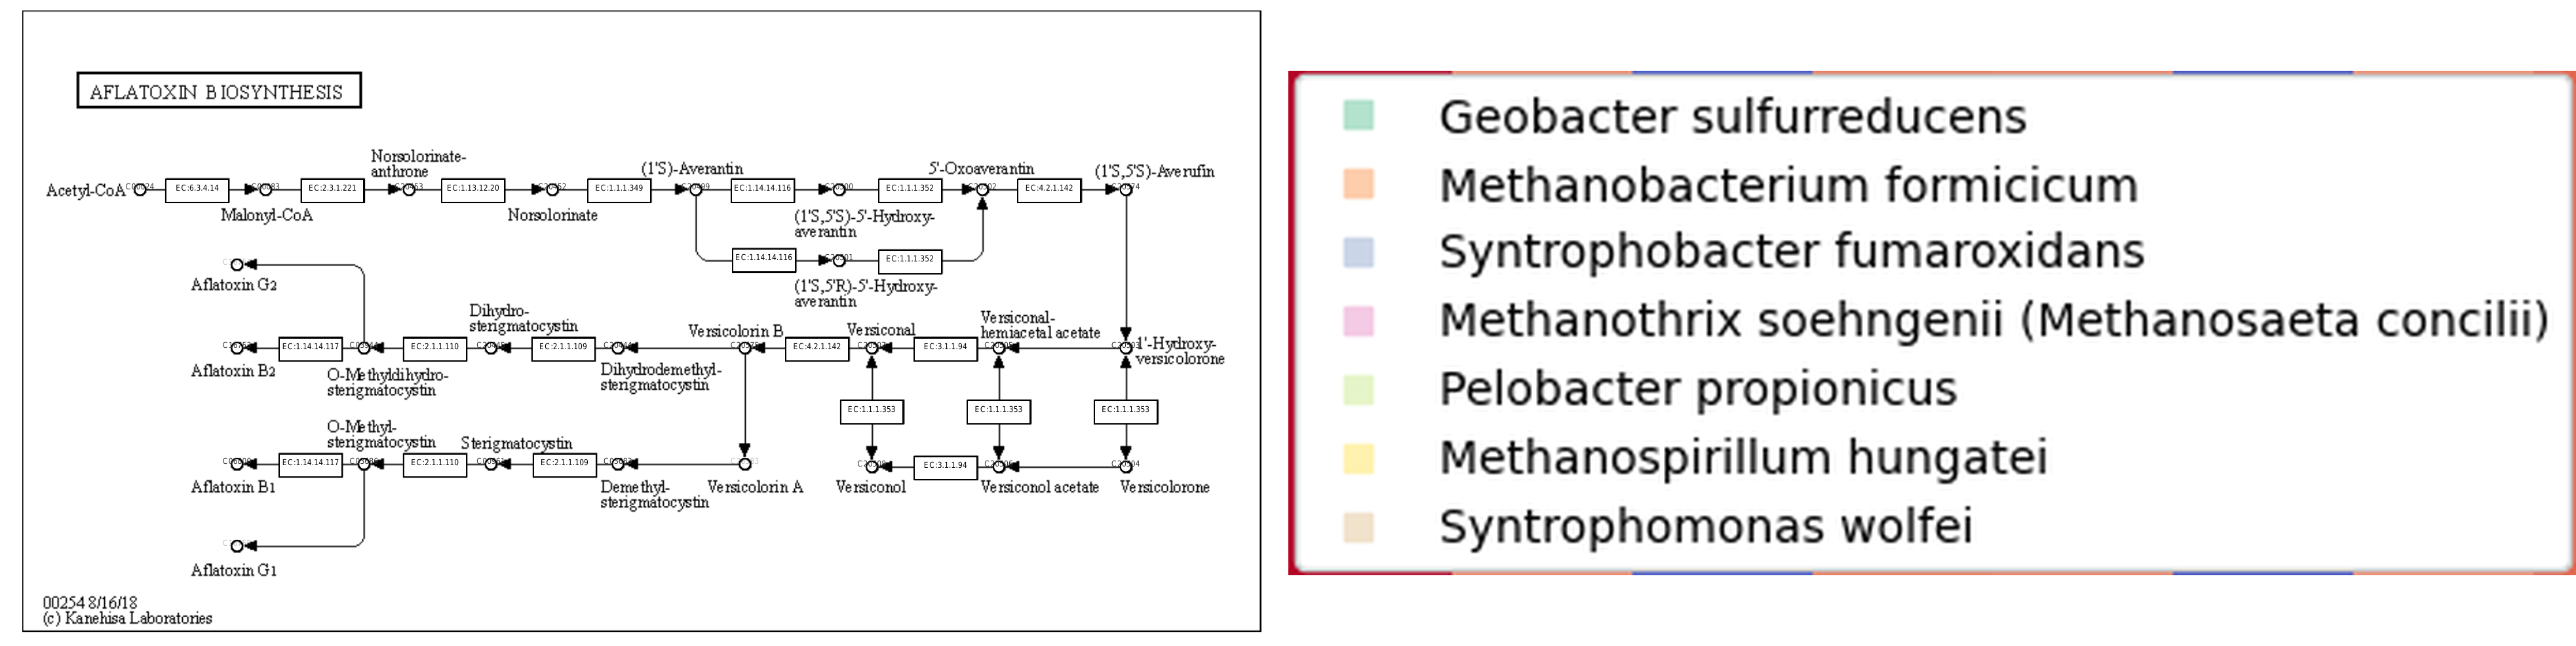 AFLATOXIN BIOSYNTHESIS
Norsolorinate-
anthrone
(1'S)-Averantin
5'-Oxoaverantin
(1'S,5'S)-Averufin
Acetyl-CoA
EC:6.3.4.14
EC:2.3.1.221
EC:1.13.12.20
EC:1.1.1.349
EC:1.14.14.116
EC:1.1.1.352
EC:4.2.1.142
Malonyl-CoA
Norsolorinate
(1'S,5'S)-5'-Hydroxy-
averantin
EC:1.14.14.116
EC:1.1.1.352
(1'S,5'R)-5'-Hydroxy-
averantin
Aflatoxin G2
Dihydro-
sterigmatocystin
Versicolorin B
Versiconal
Versiconal-
hemiacetal acetate
1'-Hydroxy-
versicolorone
EC:1.14.14.117
EC:2.1.1.110
EC:2.1.1.109
EC:4.2.1.142
EC:3.1.1.94
Aflatoxin B2
O-Methyldihydro-
sterigmatocystin
Dihydrodemethyl-
sterigmatocystin
EC:1.1.1.353
EC:1.1.1.353
EC:1.1.1.353
O-Methyl-
sterigmatocystin
Sterigmatocystin
EC:1.14.14.117
EC:2.1.1.110
EC:2.1.1.109
EC:3.1.1.94
Aflatoxin B1
Demethyl-
sterigmatocystin
Versicolorin A
Versiconol
Versiconol acetate
Versicolorone
Aflatoxin G1
00254 8/16/18
(c) Kanehisa Laboratories
Geobacter sulfurreducens
Methanobacterium formicicum
Syntrophobacter fumaroxidans
Methanothrix soehngenii (Methanosaeta concilii)
Pelobacter propionicus
Methanospirillum hungatei
Syntrophomonas wolfei